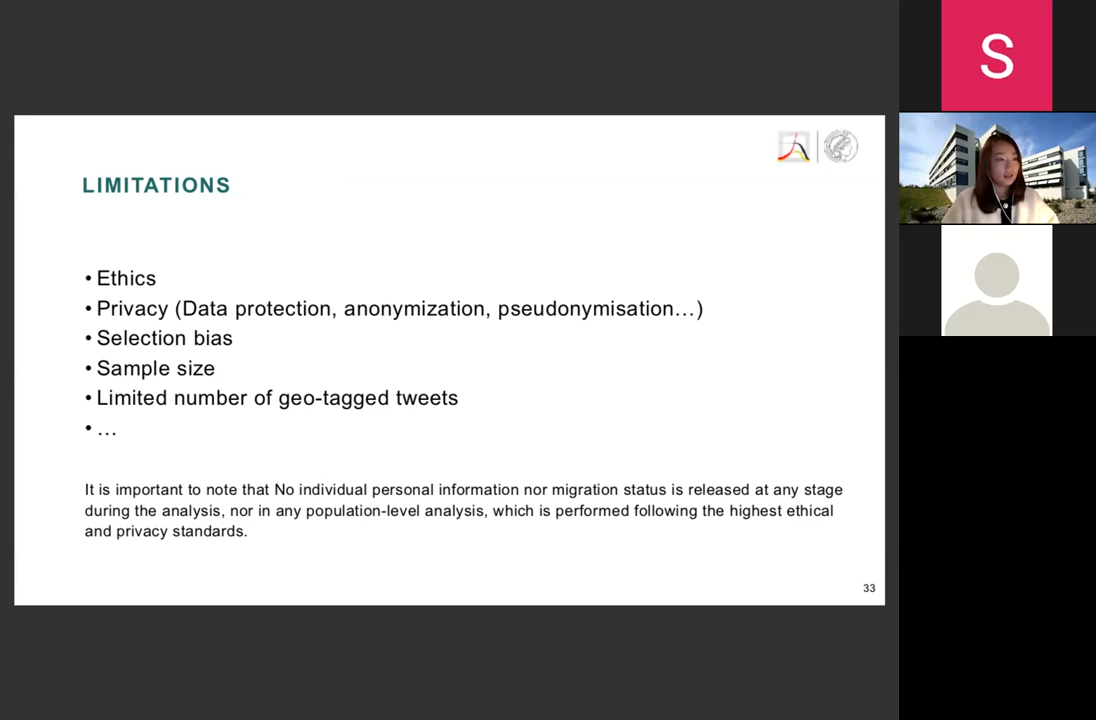 S
LIMITATIONS
• Ethics
• Privacy (Data protection, anonymization, pseudonymisation…)
• Selection bias
• Sample size
• Limited number of geo-tagged tweets
• …
It is important to note that No individual personal information nor migration status is released at any stage
during the analysis, nor in any population-level analysis, which is performed following the highest ethical
and privacy standards.
33